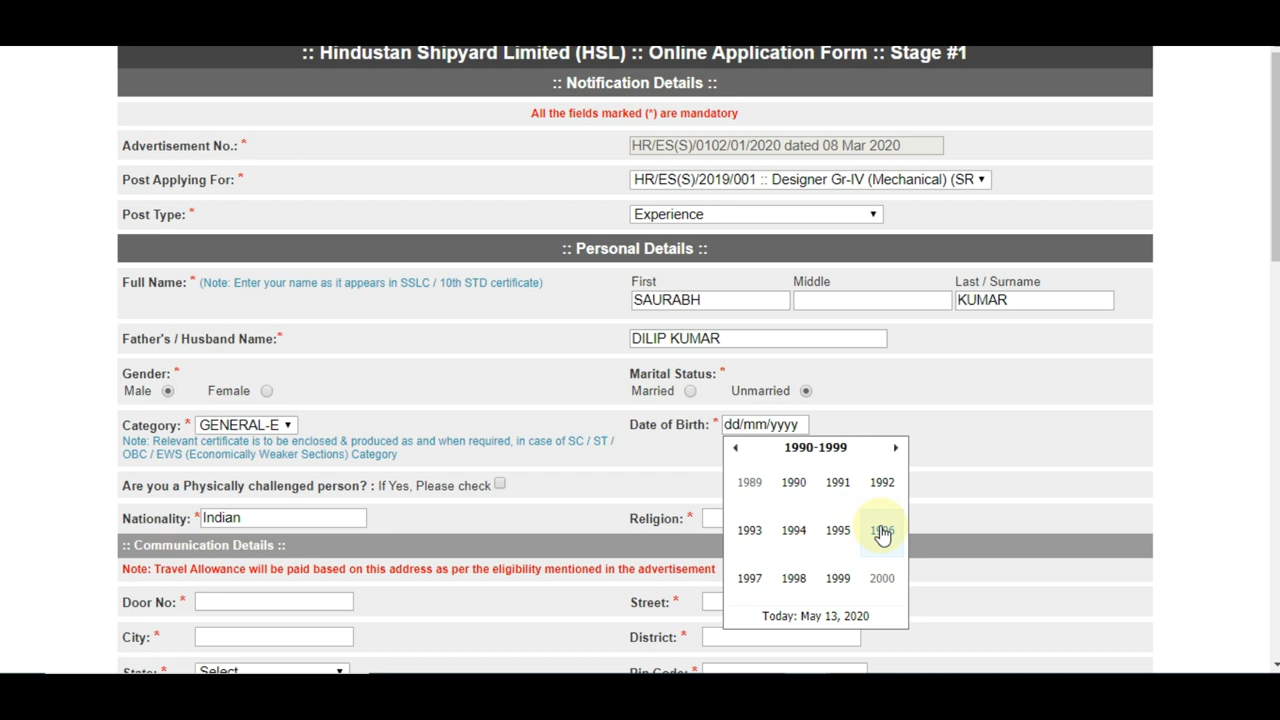 :: Hindustan Shipyard Limited (HSL) :: Online Application Form :: Stage #1
:: Notification Details ::
All the fields marked (*) are mandatory
Advertisement No.: * HR/ES(S)/0102/01/2020 dated 08 Mar 2020
Post Applying For: * HR/ES(S)/2019/001 :: Designer Gr-IV (Mechanical) (SR
Post Type: * Experience
:: Personal Details ::
Full Name: * (Note: Enter your name as it appears in SSLC / 10th STD certificate) First Middle Last / Surname
SAURABH KUMAR
Father's / Husband Name:* DILIP KUMAR
Gender: * Marital Status: *
Male Female Married Unmarried
Category: * GENERAL-E Date of Birth: * dd/mm/yyyy
Note: Relevant certificate is to be enclosed & produced as and when required, in case of SC / ST /
OBC / EWS (Economically Weaker Sections) Category
1990-1999
1989 1990 1991 1992
Are you a Physically challenged person? : If Yes, Please check
Nationality: * Indian Religion: *
1993 1994 1995 1996
:: Communication Details ::
Note: Travel Allowance will be paid based on this address as per the eligibility mentioned in the advertisement
1997 1998 1999 2000
Door No: * Street: *
Today: May 13, 2020
City: * District: *
State: * Select Pin Code: *